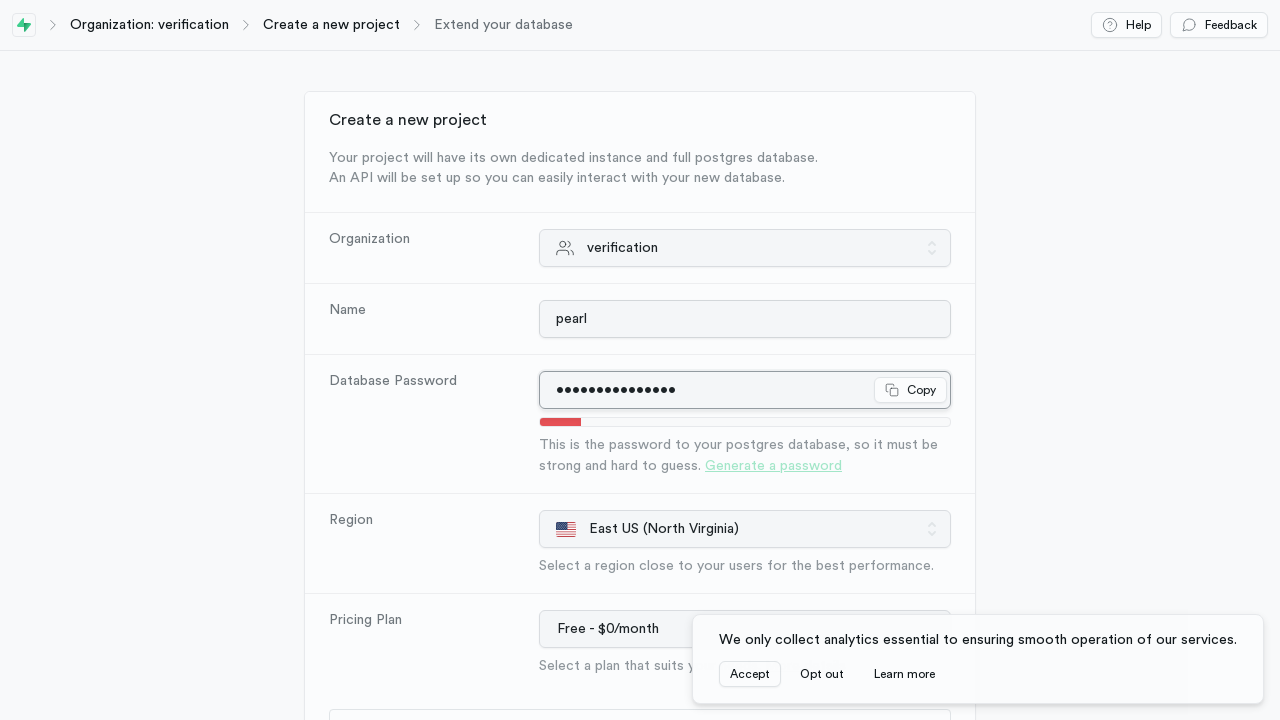 Organization: verification
Create a new project
Extend your database
Help
Feedback
Create a new project
Your project will have its own dedicated instance and full postgres database.
An API will be set up so you can easily interact with your new database.
Organization
verification
Name
pearl
Database Password
•••••••••••••••
Copy
This is the password to your postgres database, so it must be
strong and hard to guess. Generate a password
Region
East US (North Virginia)
Select a region close to your users for the best performance.
Pricing Plan
Free - $0/month
Select a plan that suits
We only collect analytics essential to ensuring smooth operation of our services.
Accept
Opt out
Learn more